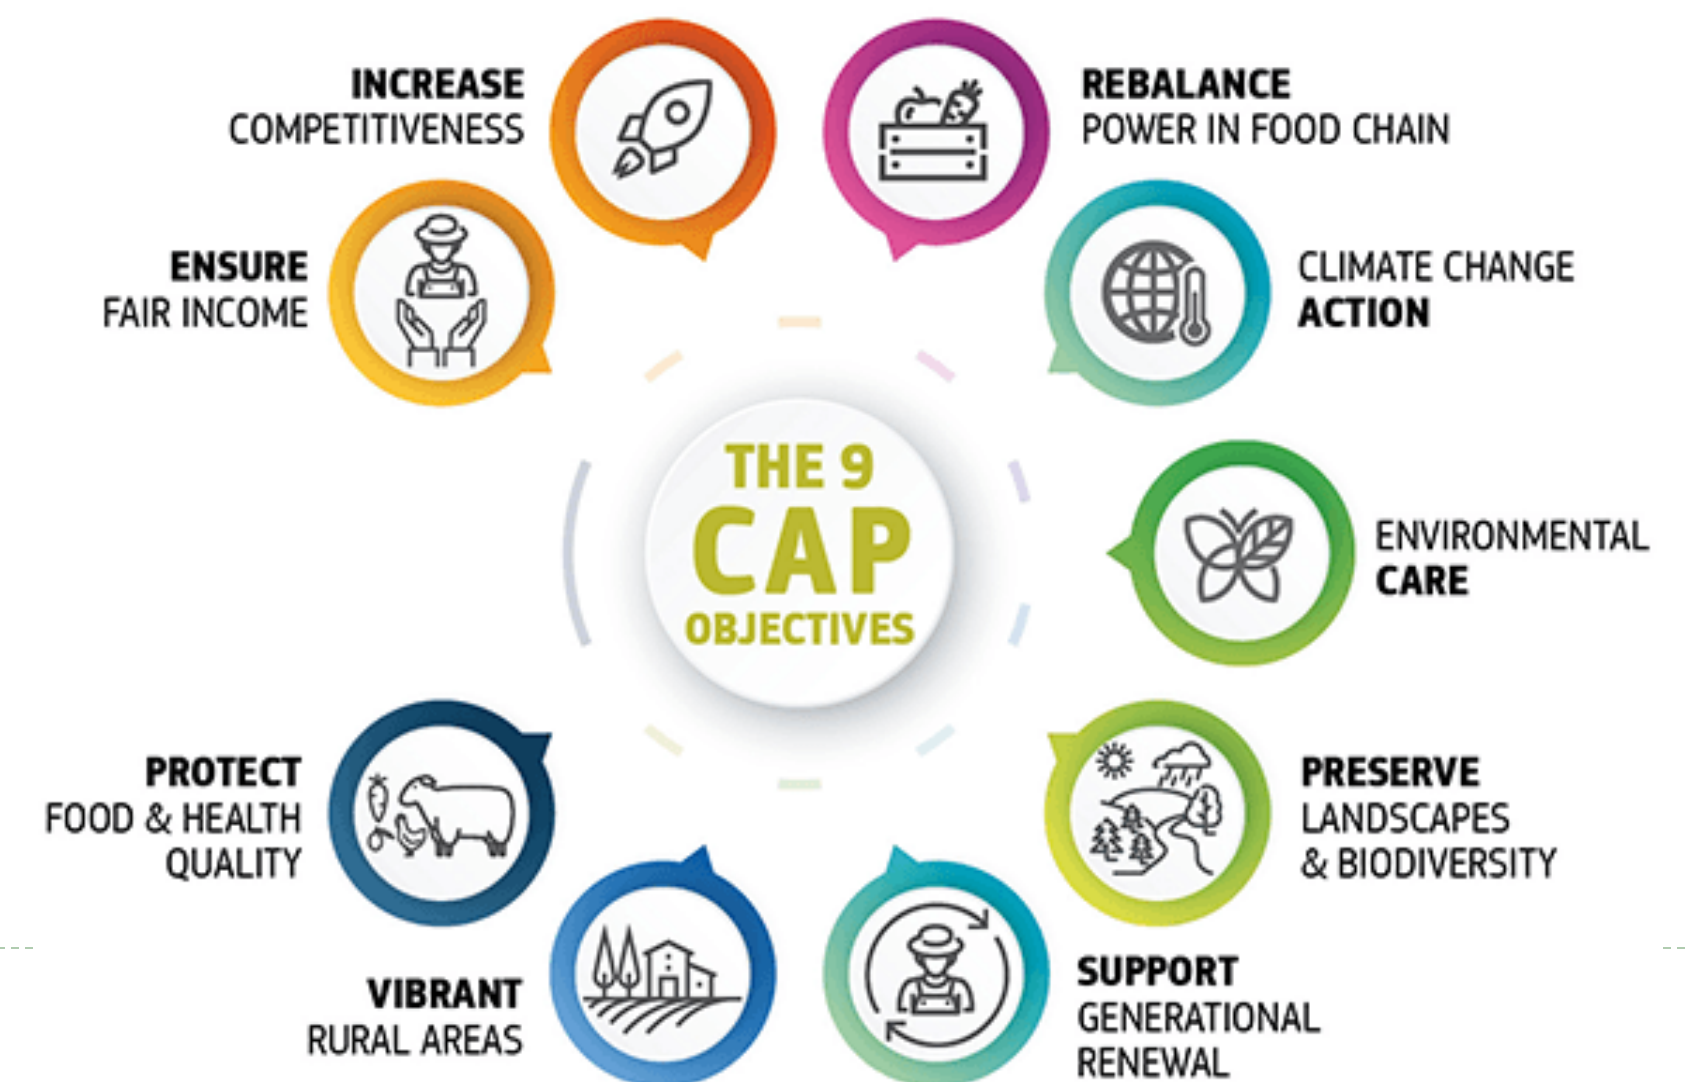 THE 9
CAP
OBJECTIVES
INCREASE
COMPETITIVENESS
REBALANCE
POWER IN FOOD CHAIN
ENSURE
FAIR INCOME
CLIMATE CHANGE
ACTION
ENVIRONMENTAL
CARE
PROTECT
FOOD & HEALTH
QUALITY
PRESERVE
LANDSCAPES
& BIODIVERSITY
VIBRANT
RURAL AREAS
SUPPORT
GENERATIONAL
RENEWAL